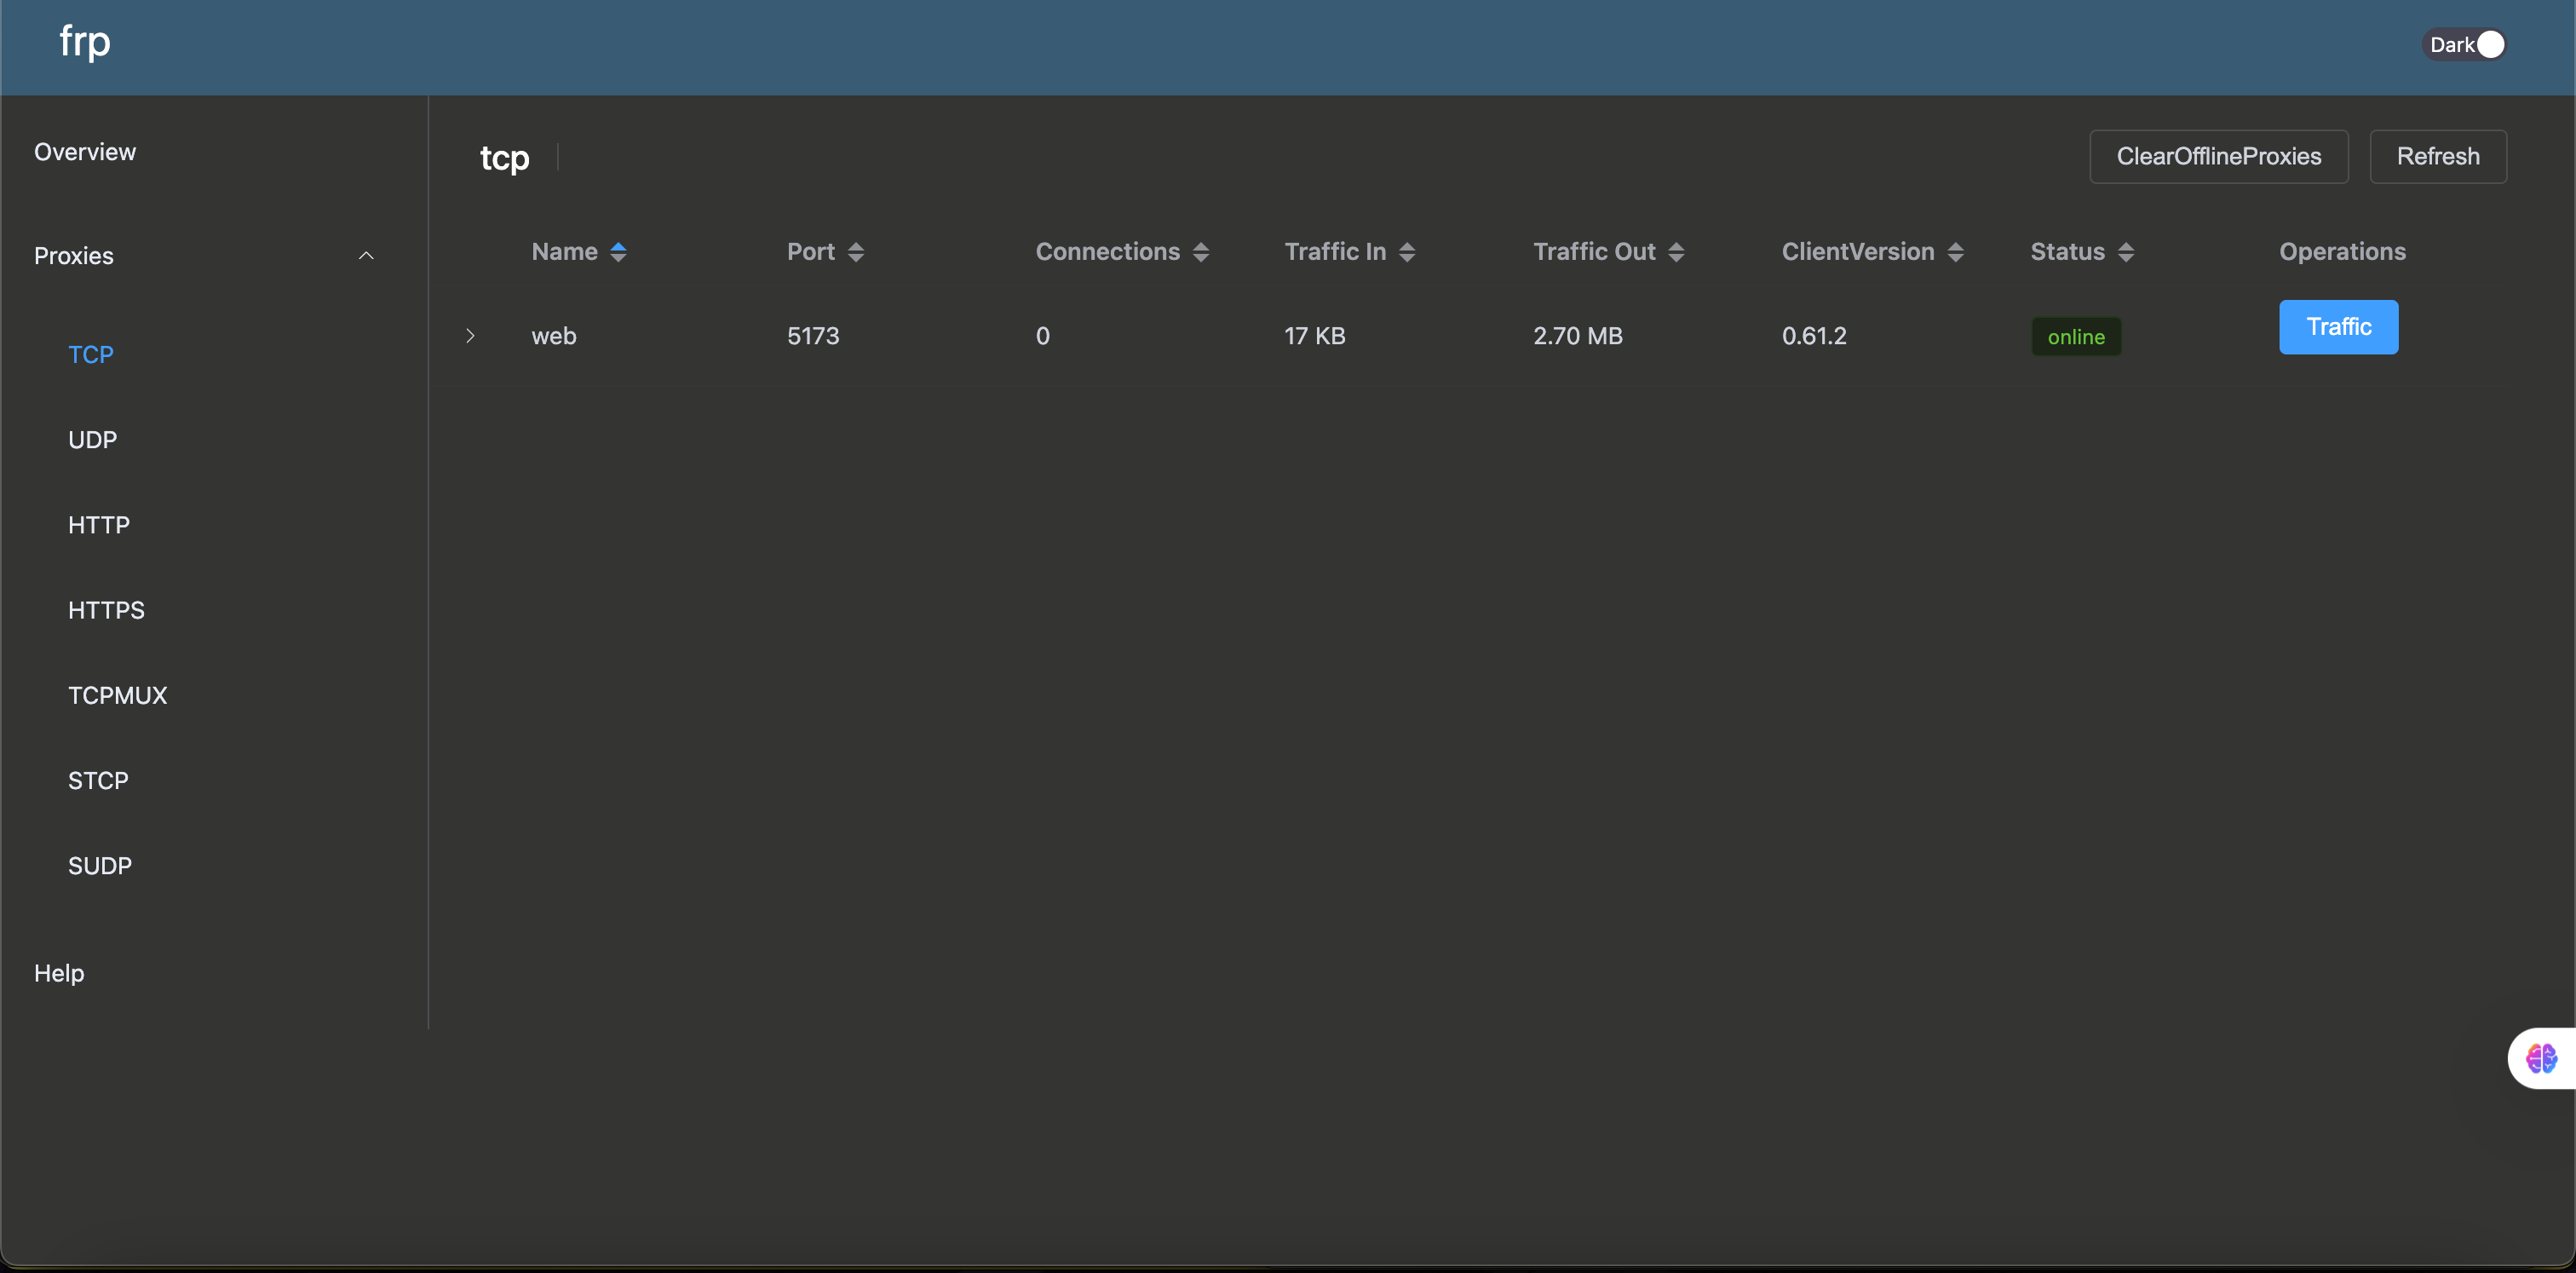 frp
Dark
Overview
Proxies
TCP
UDP
HTTP
HTTPS
TCPMUX
STCP
SUDP
Help
tcp
ClearOfflineProxies Refresh
Name Port Connections Traffic In Traffic Out ClientVersion Status Operations
web 5173 0 17 KB 2.70 MB 0.61.2 online Traffic